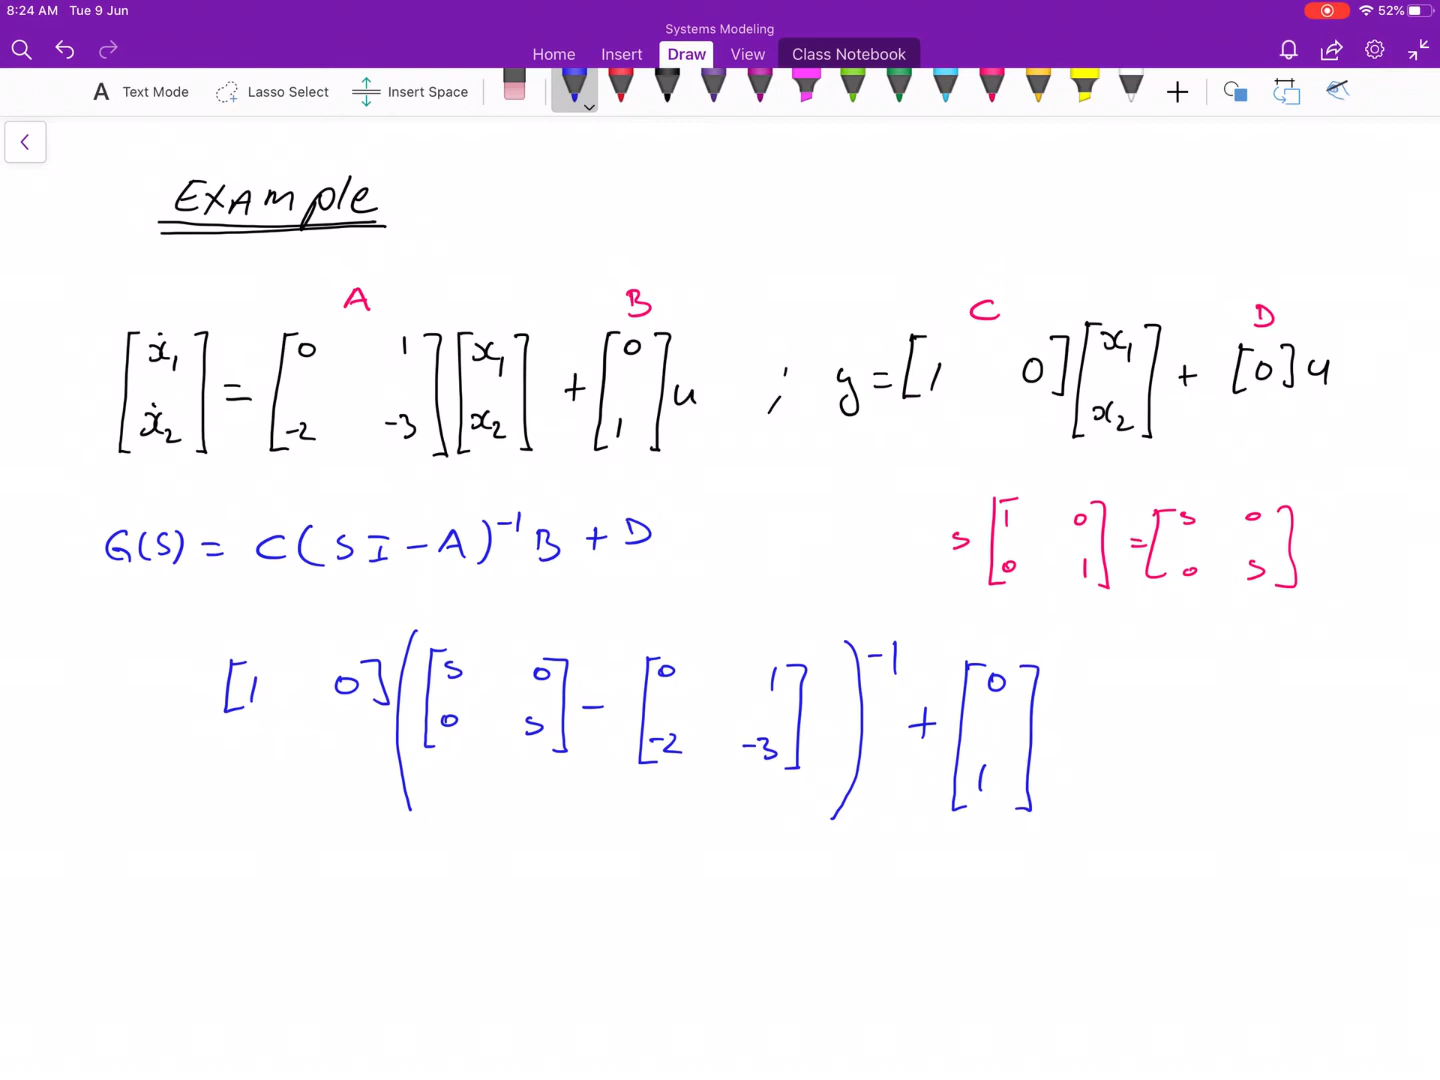 8:24 AM Tue 9 Jun 52%
Systems Modeling
Home Insert Draw View Class Notebook
A Text Mode Lasso Select Insert Space
Example
A B C D
[ẋ₁; ẋ₂] = [0 1; -2 -3] [x₁; x₂] + [0; 1] u ; y = [1 0] [x₁; x₂] + [0] u
G(S) = C(SI - A)⁻¹ B + D
s [1 0; 0 1] = [s 0; 0 s]
[1 0] ([s 0; 0 s] - [0 1; -2 -3])⁻¹ + [0; 1]